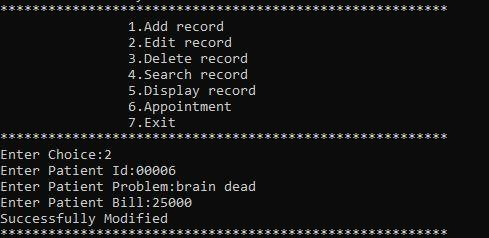 ********************************************************
1.Add record
2.Edit record
3.Delete record
4.Search record
5.Display record
6.Appointment
7.Exit
********************************************************
Enter Choice:2
Enter Patient Id:00006
Enter Patient Problem:brain dead
Enter Patient Bill:25000
Successfully Modified
********************************************************